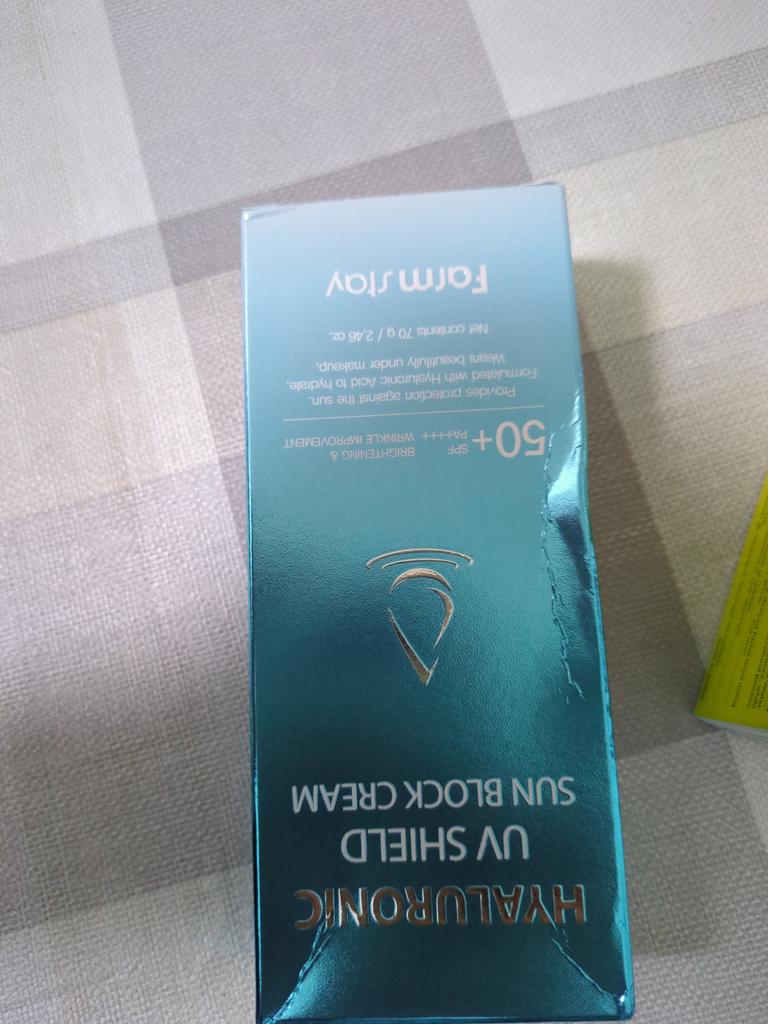 HYALURONIC
UV SHIELD
SUN BLOCK CREAM
50+
SPF
PA++++
BRIGHTENING &
WRINKLE IMPROVEMENT
Provides protection against the sun.
Formulated with Hyaluronic Acid to hydrate.
Wears beautifully under makeup.
Net contents 70 g / 2,46 oz.
Farm stay